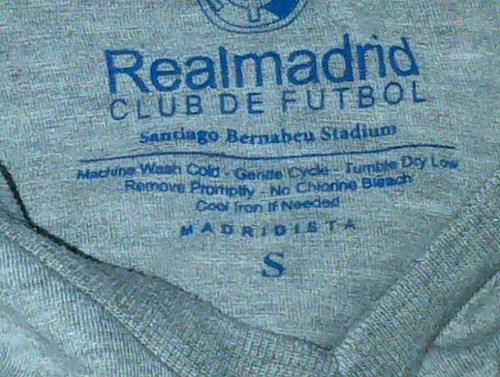 Realmadrid
CLUB DE FUTBOL
Santiago Bernabeu Stadium
Machine Wash Cold - Gentle Cycle - Tumble Dry Low
Remove Promptly - No Chlorine Bleach
Cool Iron If Needed
MADRIDISTA
S